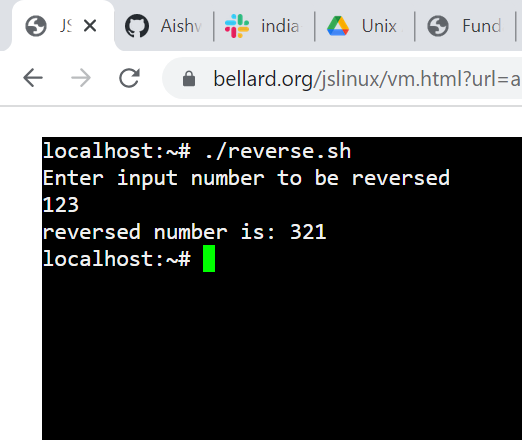 JS
Aishw
india
Unix
Fund
bellard.org/jslinux/vm.html?url=a
localhost:~# ./reverse.sh
Enter input number to be reversed
123
reversed number is: 321
localhost:~#